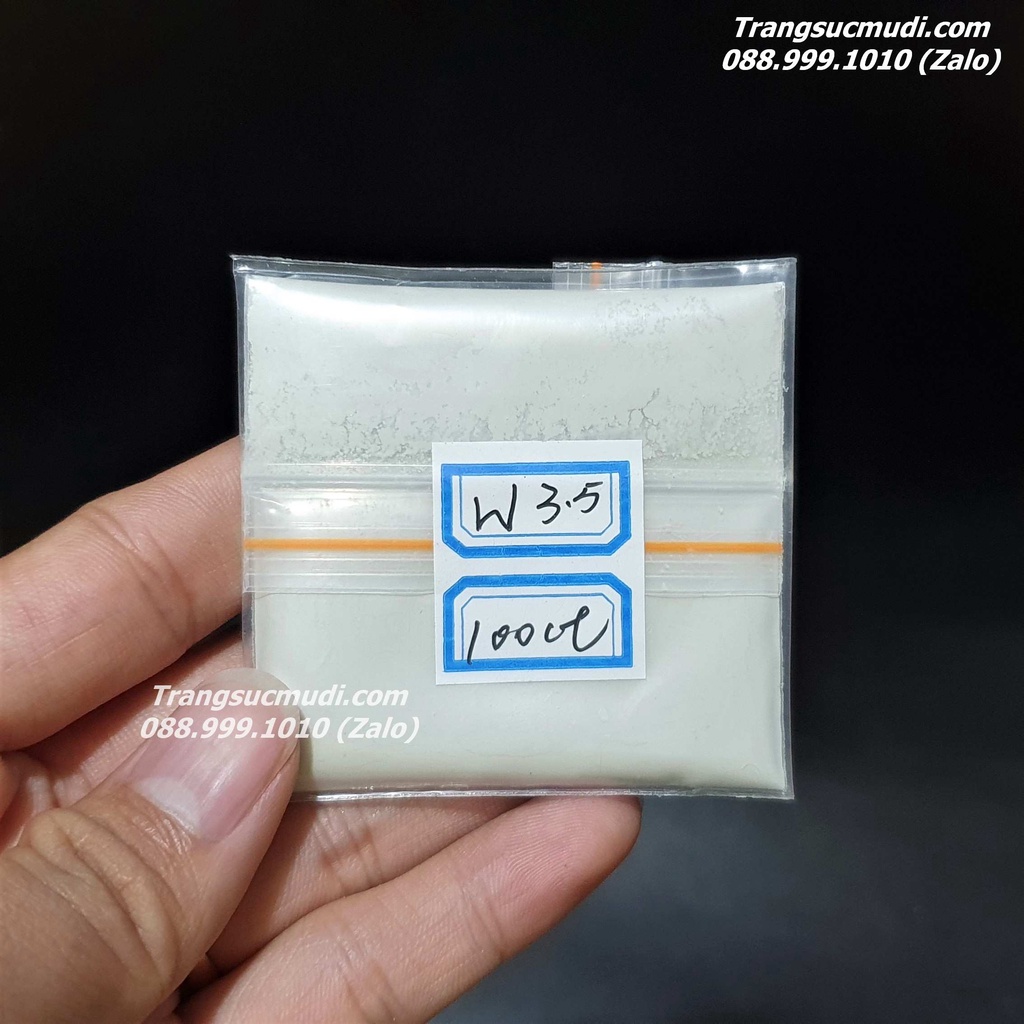 Trangsucmudi.com
088.999.1010 (Zalo)
W 3.5
100ct
Trangsucmudi.com
088.999.1010 (Zalo)